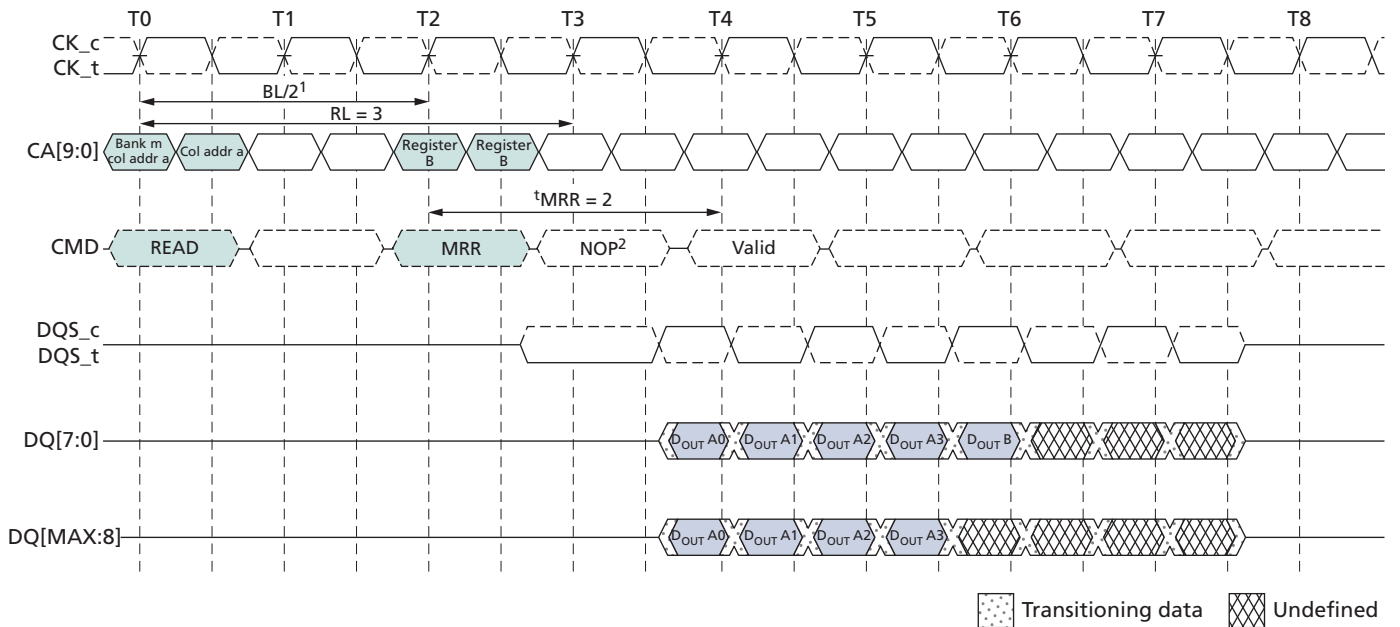 T0 T1 T2 T3 T4 T5 T6 T7 T8
CK_c
CK_t
BL/2¹
RL = 3
CA[9:0] Bank m col addr a Col addr a Register B Register B
ᵗMRR = 2
CMD READ MRR NOP² Valid
DQS_c
DQS_t
DQ[7:0] DOUT A0 DOUT A1 DOUT A2 DOUT A3 DOUT B
DQ[MAX:8] DOUT A0 DOUT A1 DOUT A2 DOUT A3
Transitioning data Undefined